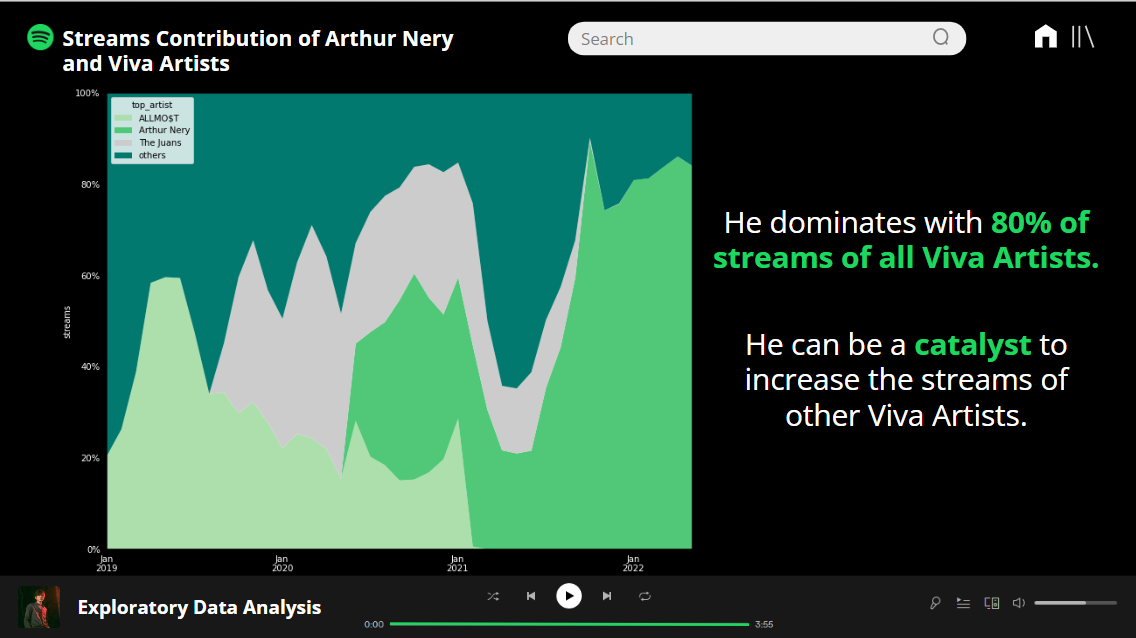 Streams Contribution of Arthur Nery
and Viva Artists
Search
100%
80%
60%
40%
20%
0%
streams
top_artist
ALLMO$T
Arthur Nery
The Juans
others
Jan
2019
Jan
2020
Jan
2021
Jan
2022
He dominates with 80% of
streams of all Viva Artists.
He can be a catalyst to
increase the streams of
other Viva Artists.
Exploratory Data Analysis
0:00
3:55